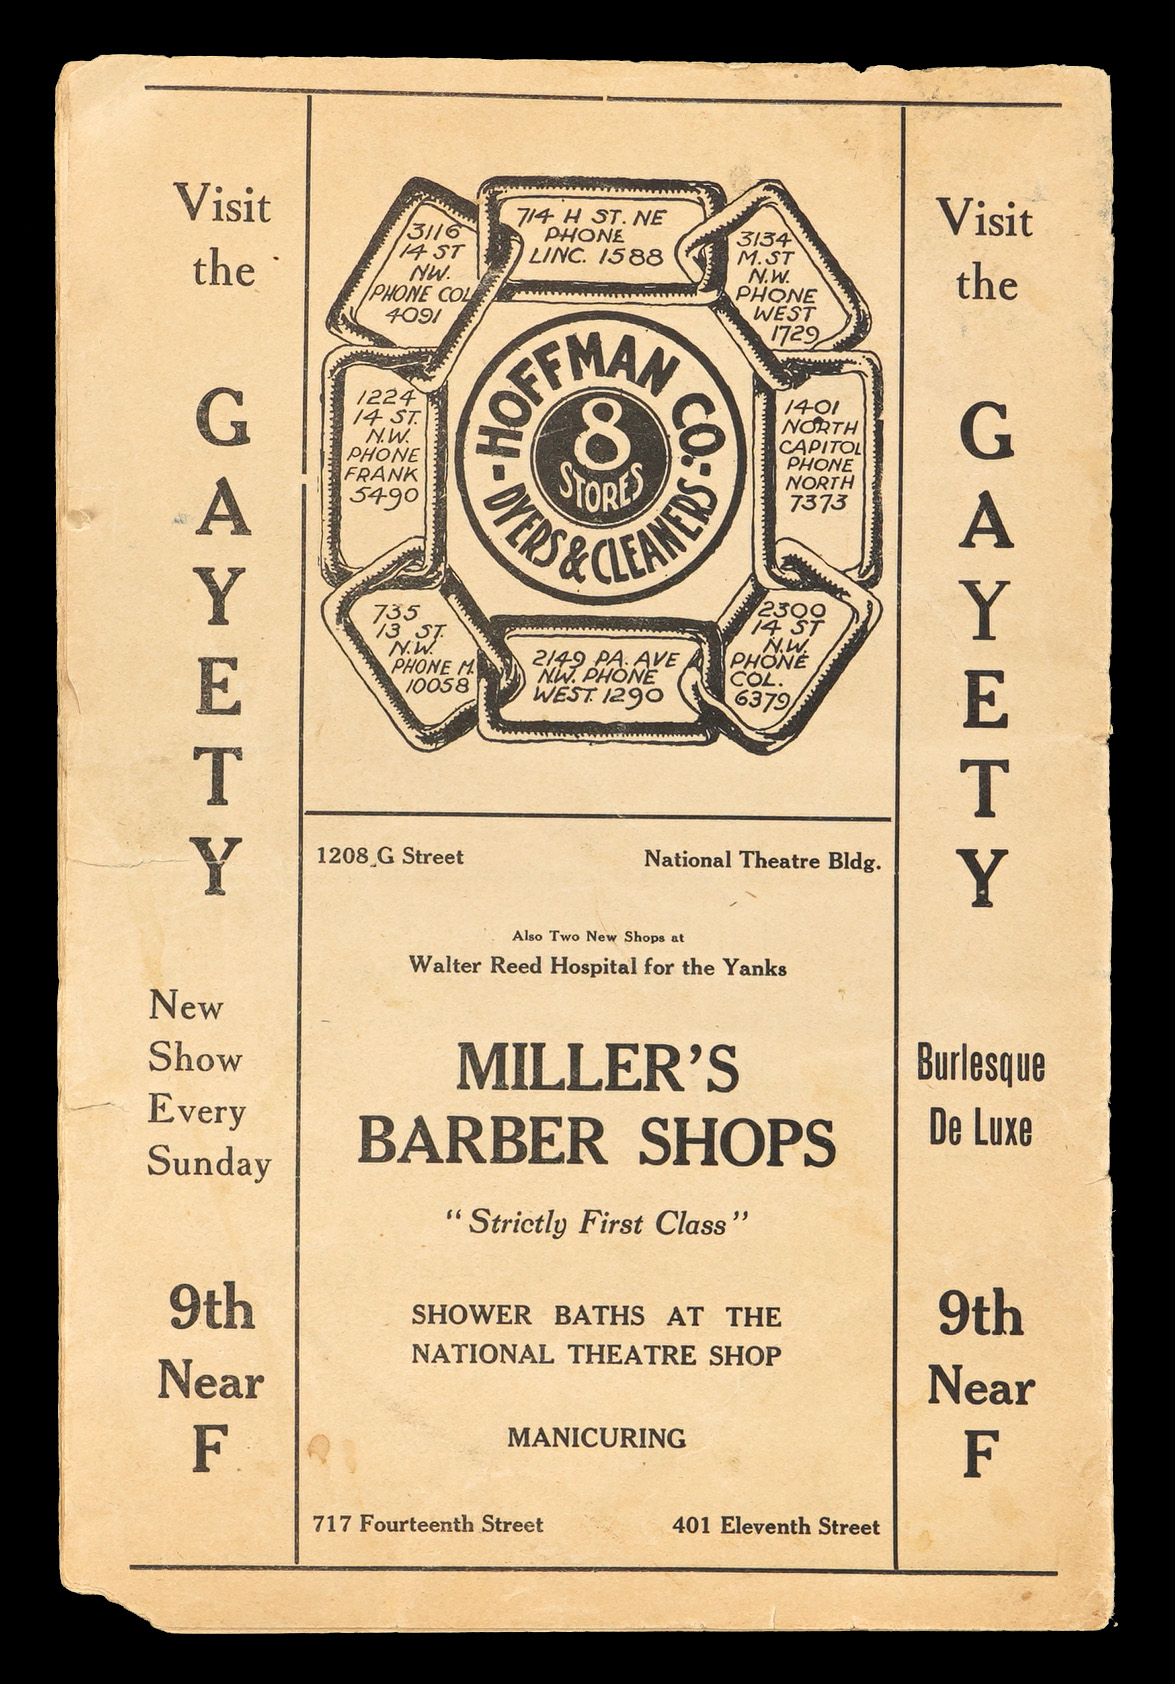 Visit
the
G
A
Y
E
T
Y
New
Show
Every
Sunday
9th
Near
F
714 H ST. NE
PHONE
LINC. 1588
3134
M. ST
N.W.
PHONE
WEST
1729
1401
NORTH
CAPITOL
PHONE
NORTH
7373
2300
14 ST
N.W.
PHONE
COL.
6379
2149 PA. AVE
N.W. PHONE
WEST. 1290
735
13 ST.
N.W.
PHONE M.
10058
1224
14 ST.
N.W.
PHONE
FRANK
5490
3116
14 ST
NW.
PHONE COL
4091
HOFFMAN CO.
8
STORES
- DYERS & CLEANERS -
1208 G Street
National Theatre Bldg.
Also Two New Shops at
Walter Reed Hospital for the Yanks
MILLER'S
BARBER SHOPS
"Strictly First Class"
SHOWER BATHS AT THE
NATIONAL THEATRE SHOP
MANICURING
717 Fourteenth Street
401 Eleventh Street
Visit
the
G
A
Y
E
T
Y
Burlesque
De Luxe
9th
Near
F